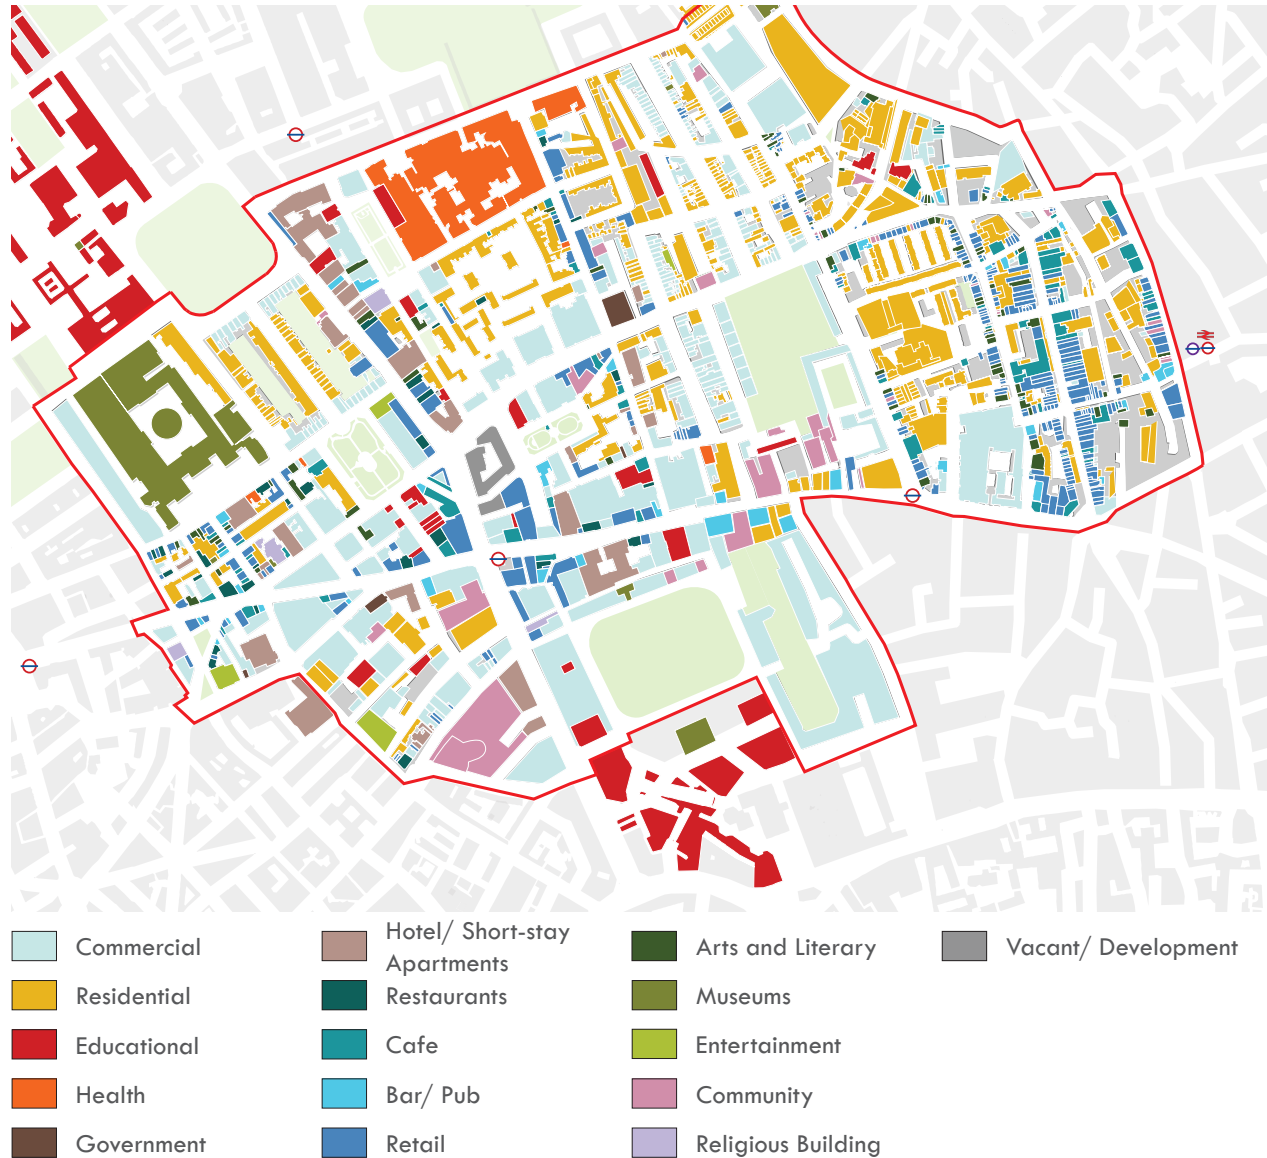 Commercial
Residential
Educational
Health
Government
Hotel/ Short-stay
Apartments
Restaurants
Cafe
Bar/ Pub
Retail
Arts and Literary
Museums
Entertainment
Community
Religious Building
Vacant/ Development